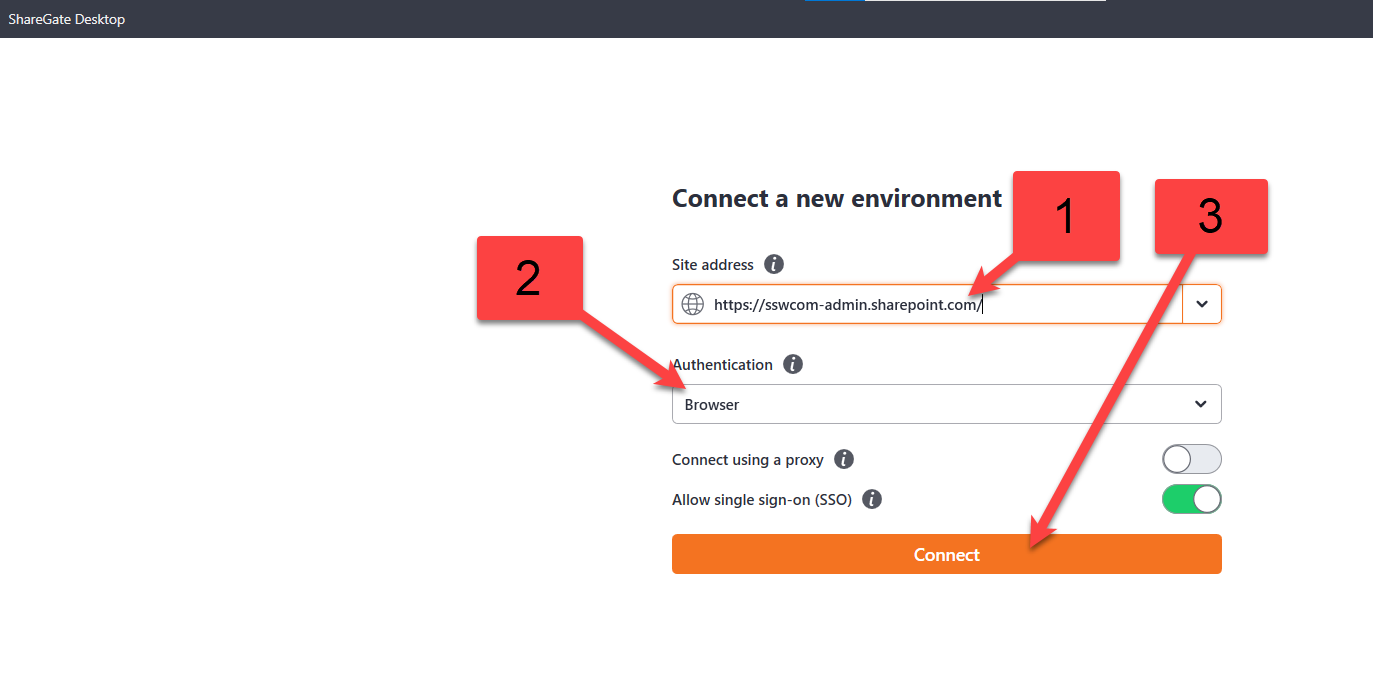 ShareGate Desktop
Connect a new environment
1
3
2
Site address
https://sswcom-admin.sharepoint.com/
Authentication
Browser
Connect using a proxy
Allow single sign-on (SSO)
Connect